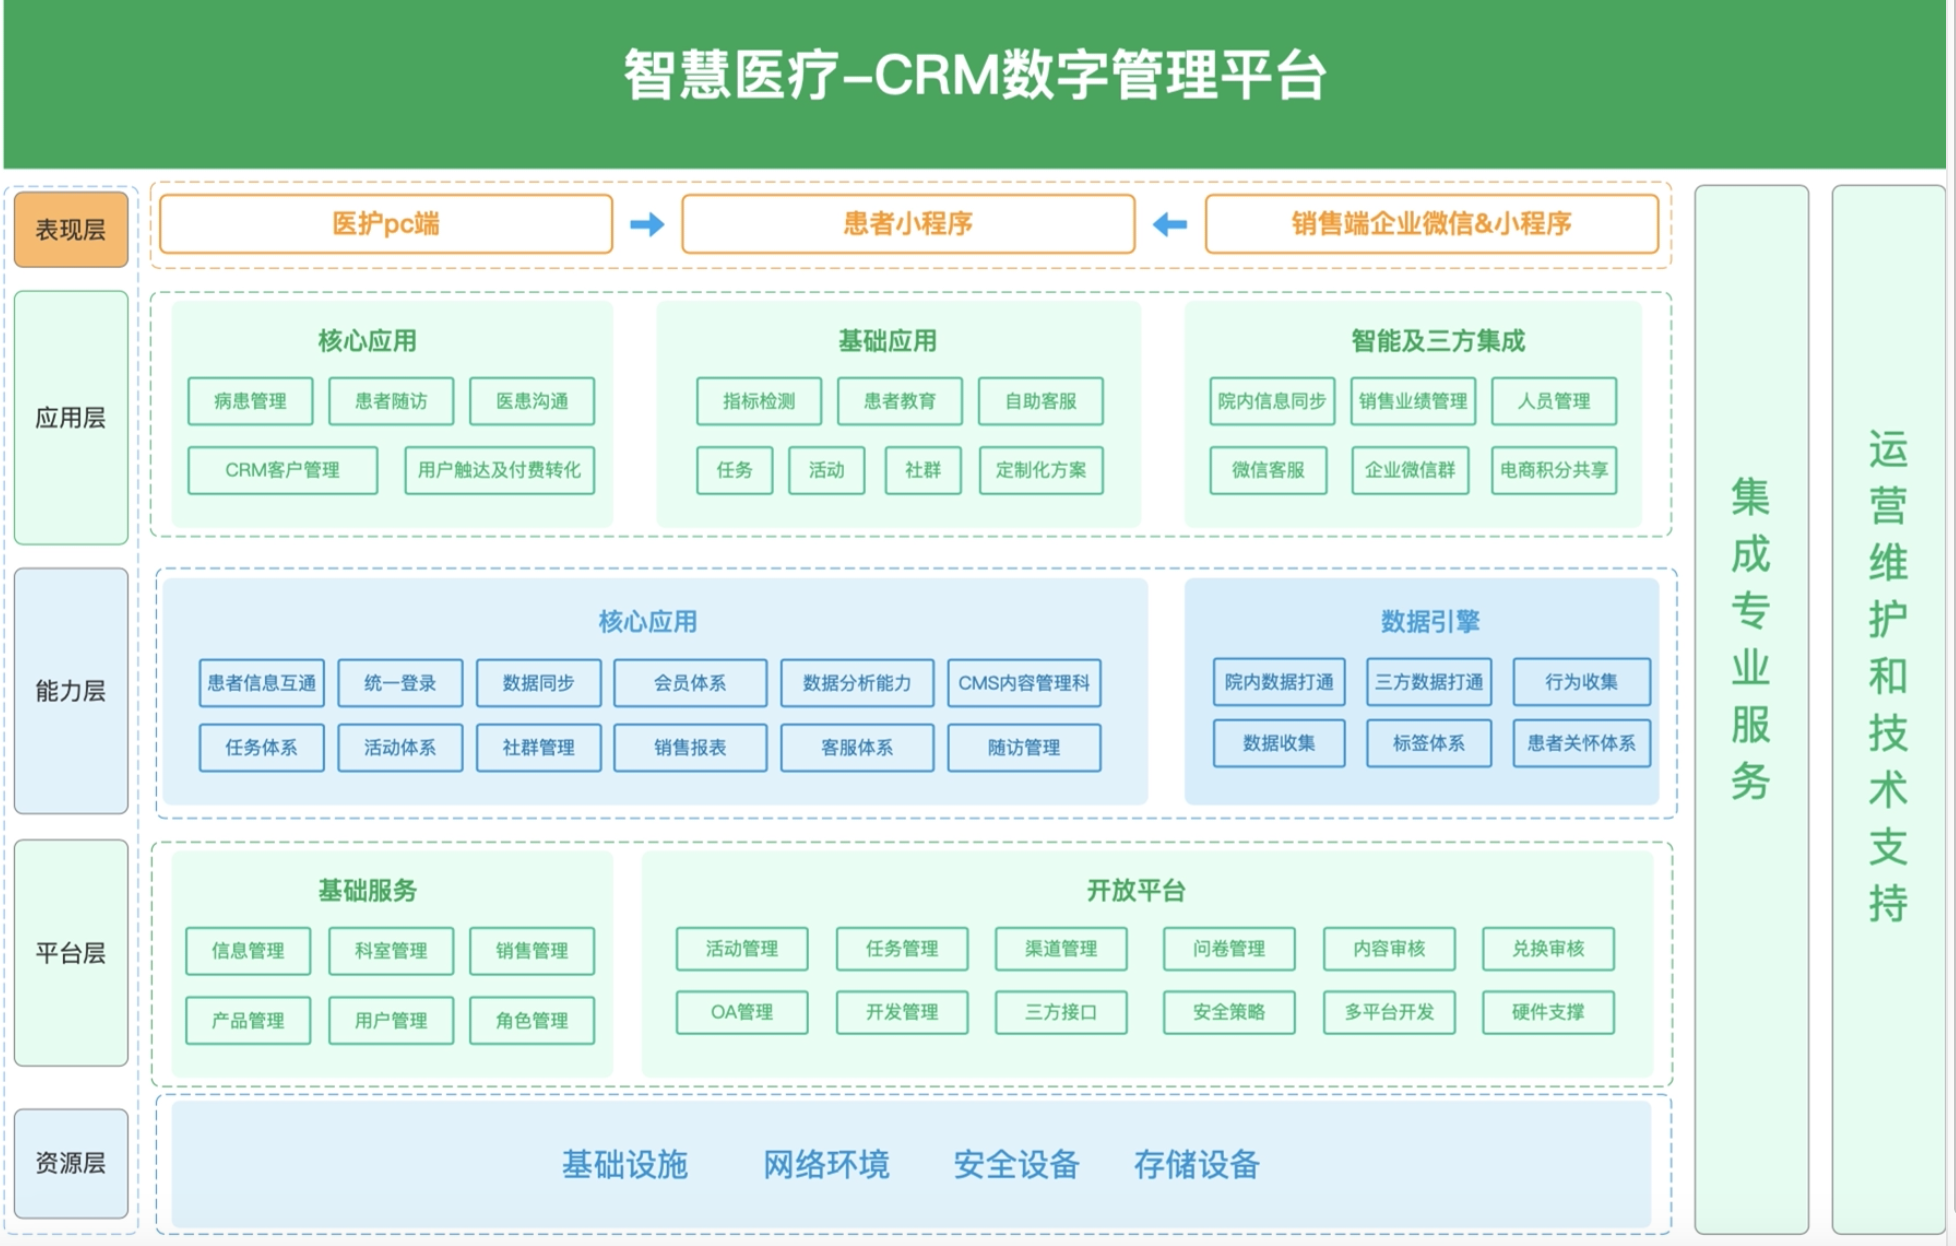 智慧医疗-CRM数字管理平台
表现层
医护pc端
患者小程序
销售端企业微信&小程序
应用层
核心应用
病患管理
患者随访
医患沟通
CRM客户管理
用户触达及付费转化
基础应用
指标检测
患者教育
自助客服
任务
活动
社群
定制化方案
智能及三方集成
院内信息同步
销售业绩管理
人员管理
微信客服
企业微信群
电商积分共享
能力层
核心应用
患者信息互通
统一登录
数据同步
会员体系
数据分析能力
CMS内容管理科
任务体系
活动体系
社群管理
销售报表
客服体系
随访管理
数据引擎
院内数据打通
三方数据打通
行为收集
数据收集
标签体系
患者关怀体系
平台层
基础服务
信息管理
科室管理
销售管理
产品管理
用户管理
角色管理
开放平台
活动管理
任务管理
渠道管理
问卷管理
内容审核
兑换审核
OA管理
开发管理
三方接口
安全策略
多平台开发
硬件支撑
资源层
基础设施
网络环境
安全设备
存储设备
集成专业服务
运营维护和技术支持